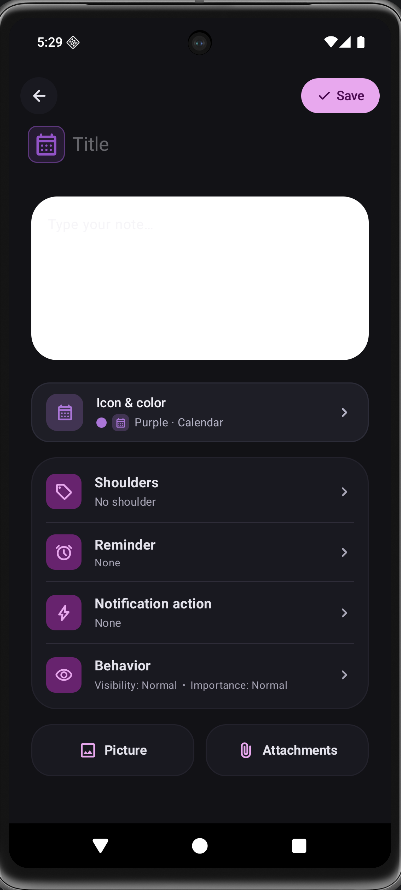 5:29
Save
Title
Type your note...
Icon & color
Purple · Calendar
Shoulders
No shoulder
Reminder
None
Notification action
None
Behavior
Visibility: Normal • Importance: Normal
Picture
Attachments